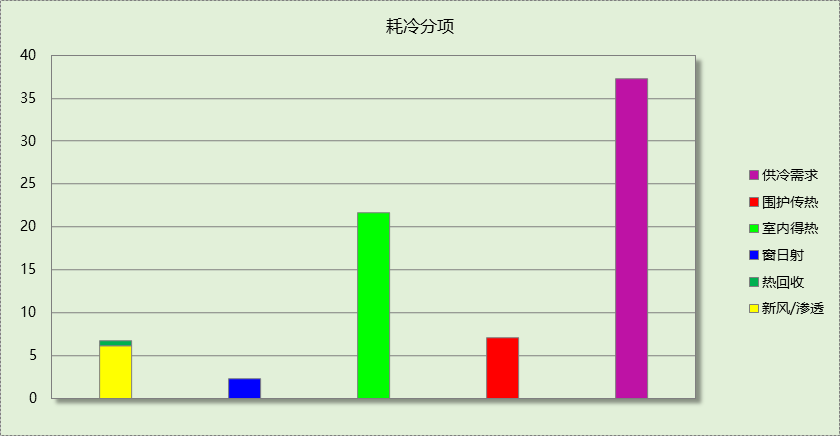 耗冷分项
40
35
30
25
20
15
10
5
0
供冷需求
围护传热
室内得热
窗日射
热回收
新风/渗透